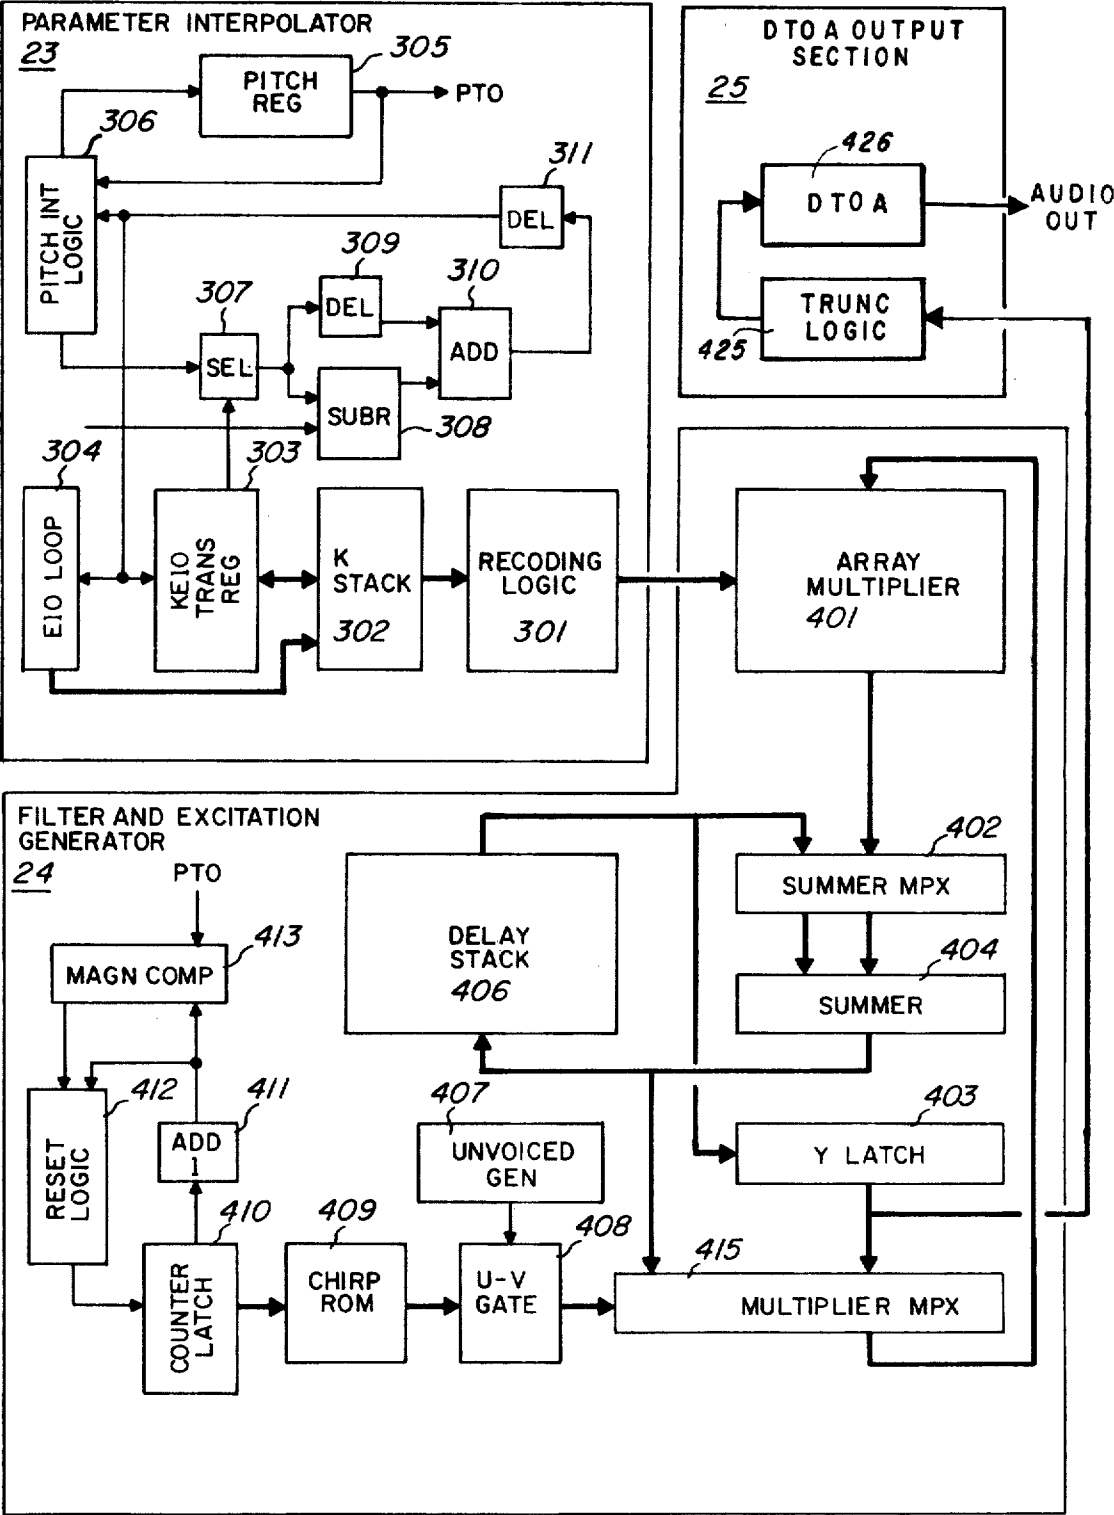 PARAMETER INTERPOLATOR
23
305
PITCH
REG
PTO
306
PITCH INT
LOGIC
311
DEL
309
DEL
310
ADD
307
SEL
SUBR
308
304
E10 LOOP
303
KE10
TRANS
REG
K
STACK
302
RECODING
LOGIC
301
D TO A OUTPUT
SECTION
25
426
D TO A
AUDIO
OUT
TRUNC
LOGIC
425
ARRAY
MULTIPLIER
401
FILTER AND EXCITATION
GENERATOR
24
PTO
413
MAGN COMP
412
RESET
LOGIC
411
ADD
1
410
COUNTER
LATCH
409
CHIRP
ROM
407
UNVOICED
GEN
408
U-V
GATE
DELAY
STACK
406
402
SUMMER MPX
404
SUMMER
403
Y LATCH
415
MULTIPLIER MPX